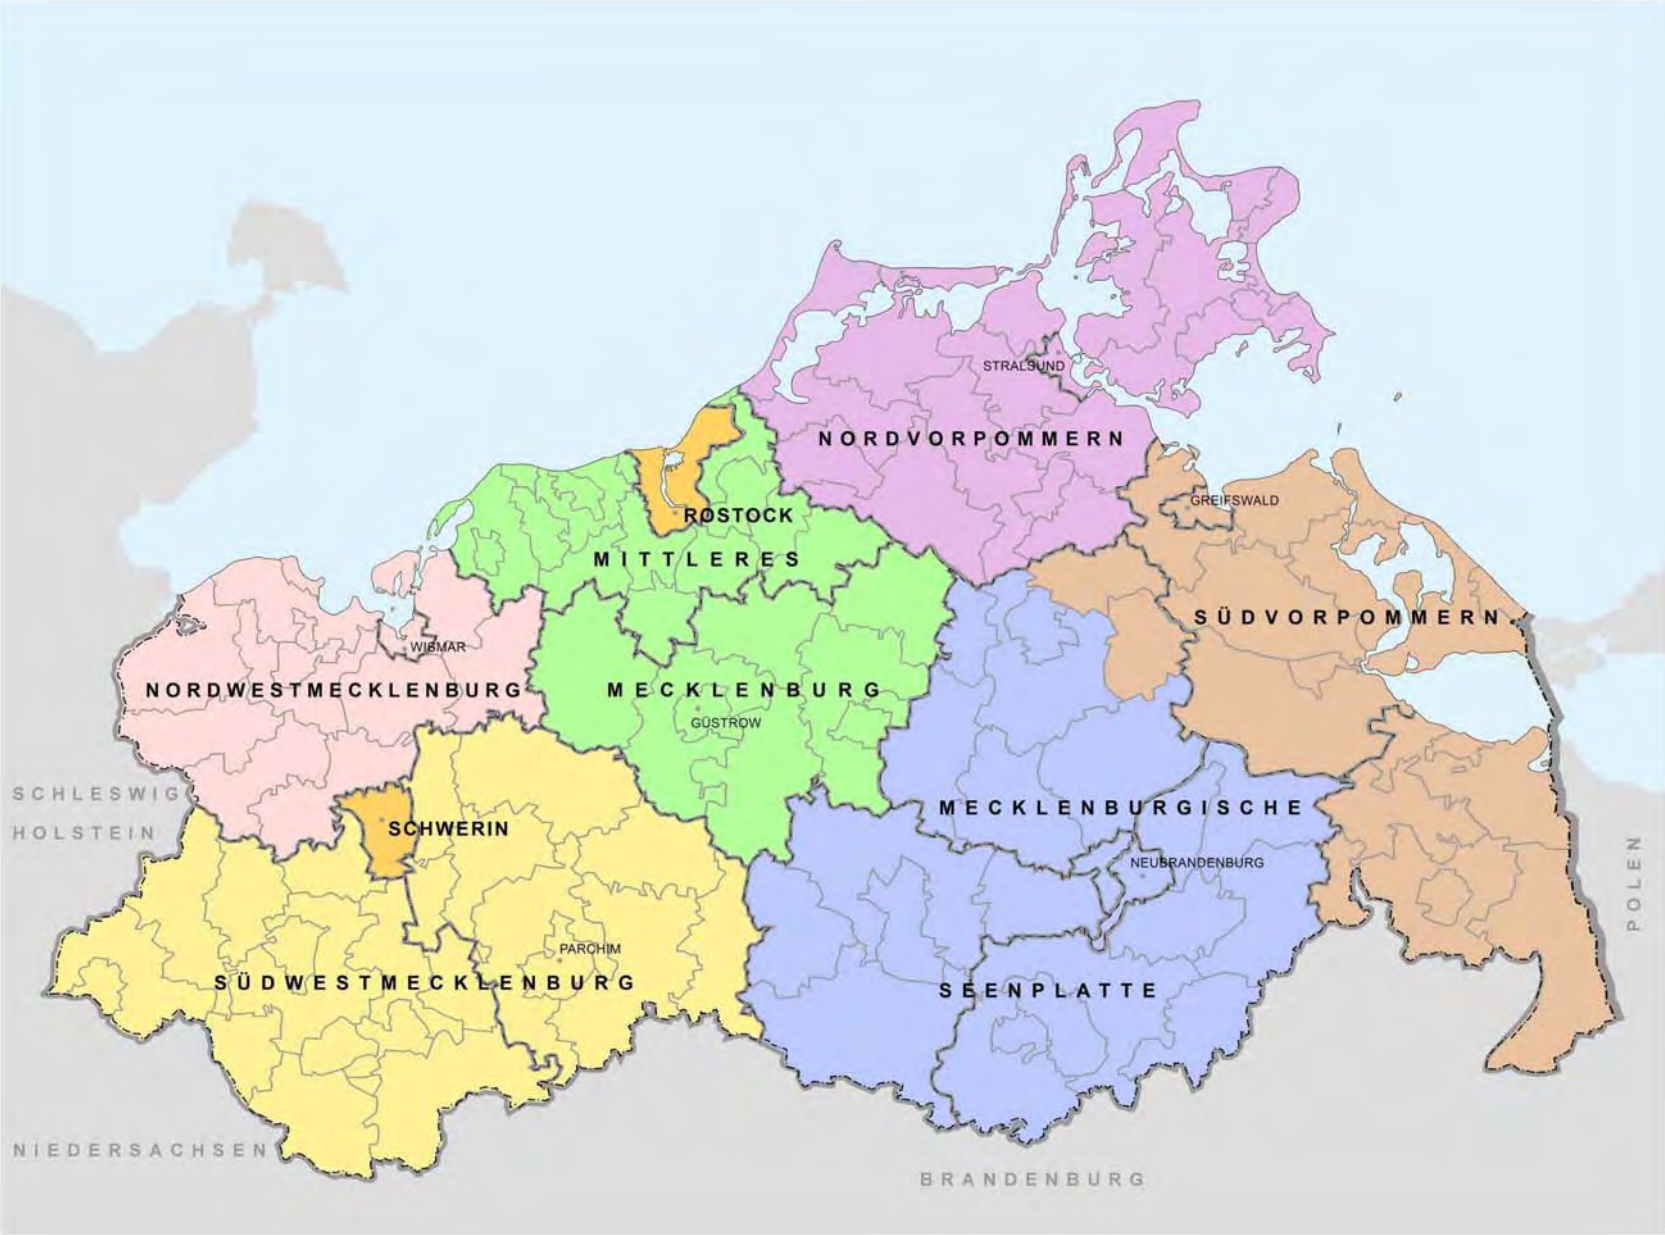 STRALSUND
NORDVORPOMMERN
GREIFSWALD
ROSTOCK
MITTLERES
SÜDVORPOMMERN
WISMAR
NORDWESTMECKLENBURG
MECKLENBURG
GÜSTROW
SCHLESWIG
HOLSTEIN
MECKLENBURGISCHE
SCHWERIN
NEUBRANDENBURG
POLEN
PARCHIM
SÜDWESTMECKLENBURG
SEENPLATTE
NIEDERSACHSEN
BRANDENBURG